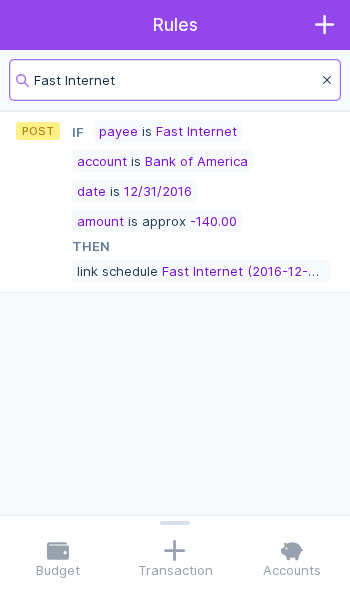 Rules
Fast Internet
POST IF payee is Fast Internet
account is Bank of America
date is 12/31/2016
amount is approx -140.00
THEN
link schedule Fast Internet (2016-12-…
Budget Transaction Accounts